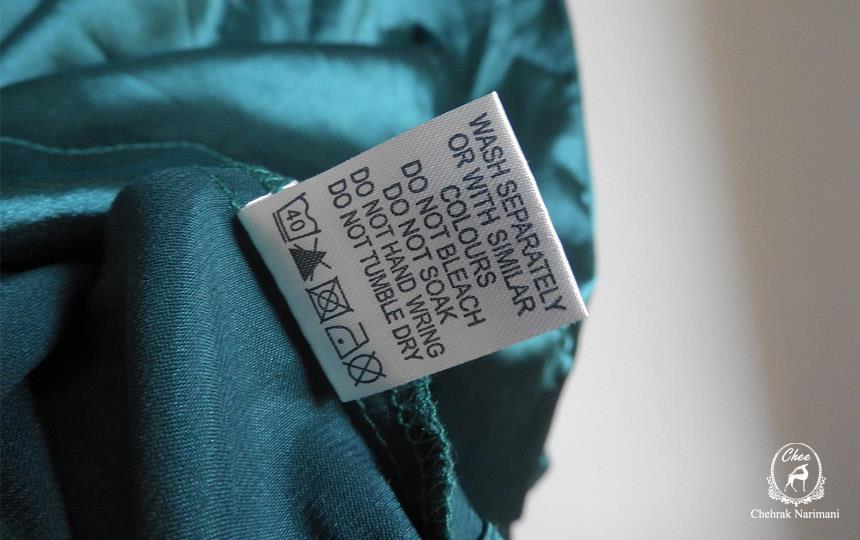 WASH SEPARATELY
OR WITH SIMILAR
COLOURS
DO NOT BLEACH
DO NOT SOAK
DO NOT HAND WRING
DO NOT TUMBLE DRY
40
Chee
Chehrak Narimani